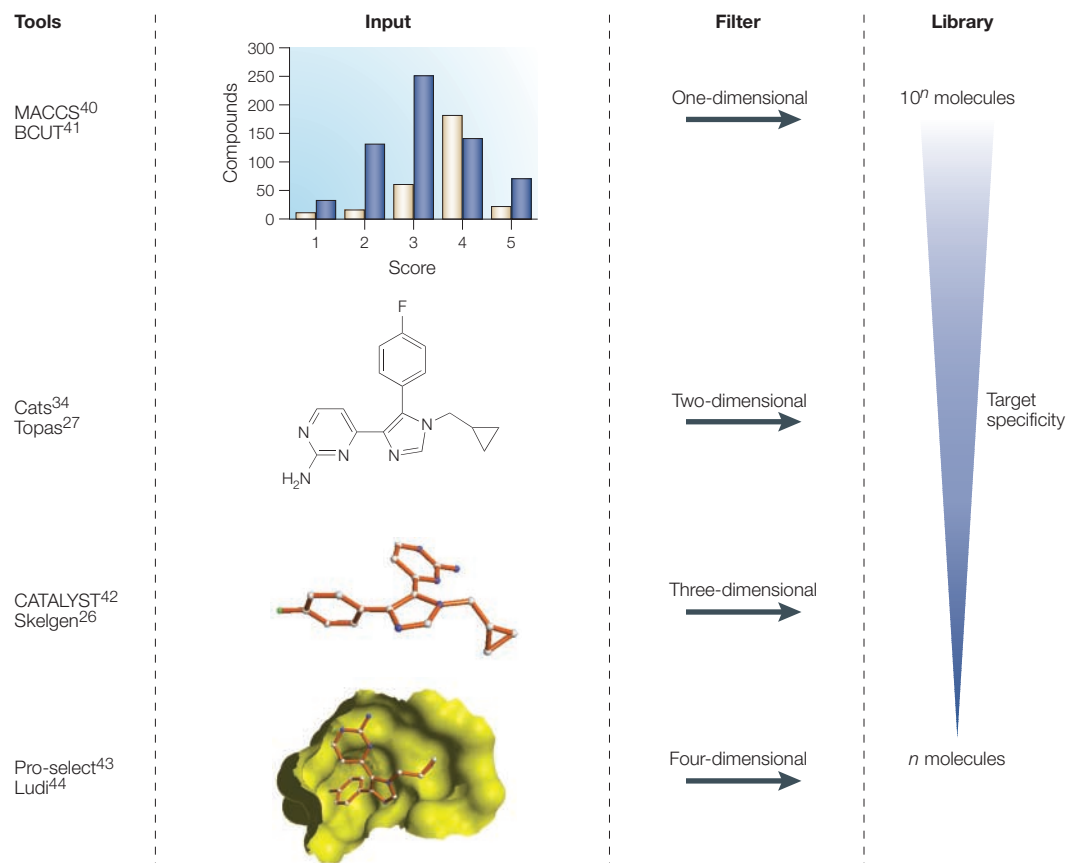 Tools
Input
Filter
Library
MACCS⁴⁰
BCUT⁴¹
300
250
200
150
100
50
0
Compounds
1 2 3 4 5
Score
One-dimensional
10ⁿ molecules
Cats³⁴
Topas²⁷
F
N
N
N
N
H₂N
Two-dimensional
Target
specificity
CATALYST⁴²
Skelgen²⁶
Three-dimensional
Pro-select⁴³
Ludi⁴⁴
Four-dimensional
n molecules